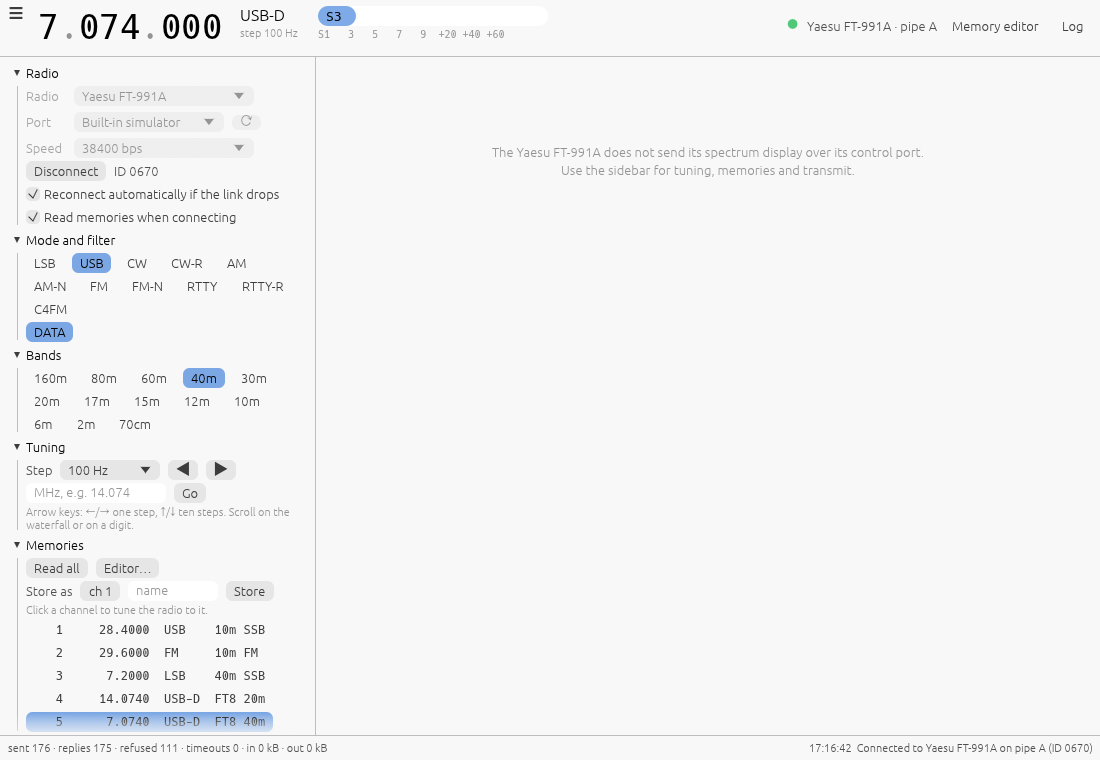 ☰ 7.074.000 USB-D S3
step 100 Hz S1 3 5 7 9 +20 +40 +60
Yaesu FT-991A · pipe A Memory editor Log
▼ Radio
Radio Yaesu FT-991A
Port Built-in simulator
Speed 38400 bps
Disconnect ID 0670
Reconnect automatically if the link drops
Read memories when connecting
▼ Mode and filter
LSB USB CW CW-R AM
AM-N FM FM-N RTTY RTTY-R
C4FM
DATA
▼ Bands
160m 80m 60m 40m 30m
20m 17m 15m 12m 10m
6m 2m 70cm
▼ Tuning
Step 100 Hz ◀ ▶
MHz, e.g. 14.074 Go
Arrow keys: ←/→ one step, ↑/↓ ten steps. Scroll on the
waterfall or on a digit.
▼ Memories
Read all Editor…
Store as ch 1 name Store
Click a channel to tune the radio to it.
1 28.4000 USB 10m SSB
2 29.6000 FM 10m FM
3 7.2000 LSB 40m SSB
4 14.0740 USB-D FT8 20m
5 7.0740 USB-D FT8 40m
The Yaesu FT-991A does not send its spectrum display over its control port.
Use the sidebar for tuning, memories and transmit.
sent 176 · replies 175 · refused 111 · timeouts 0 · in 0 kB · out 0 kB
17:16:42 Connected to Yaesu FT-991A on pipe A (ID 0670)